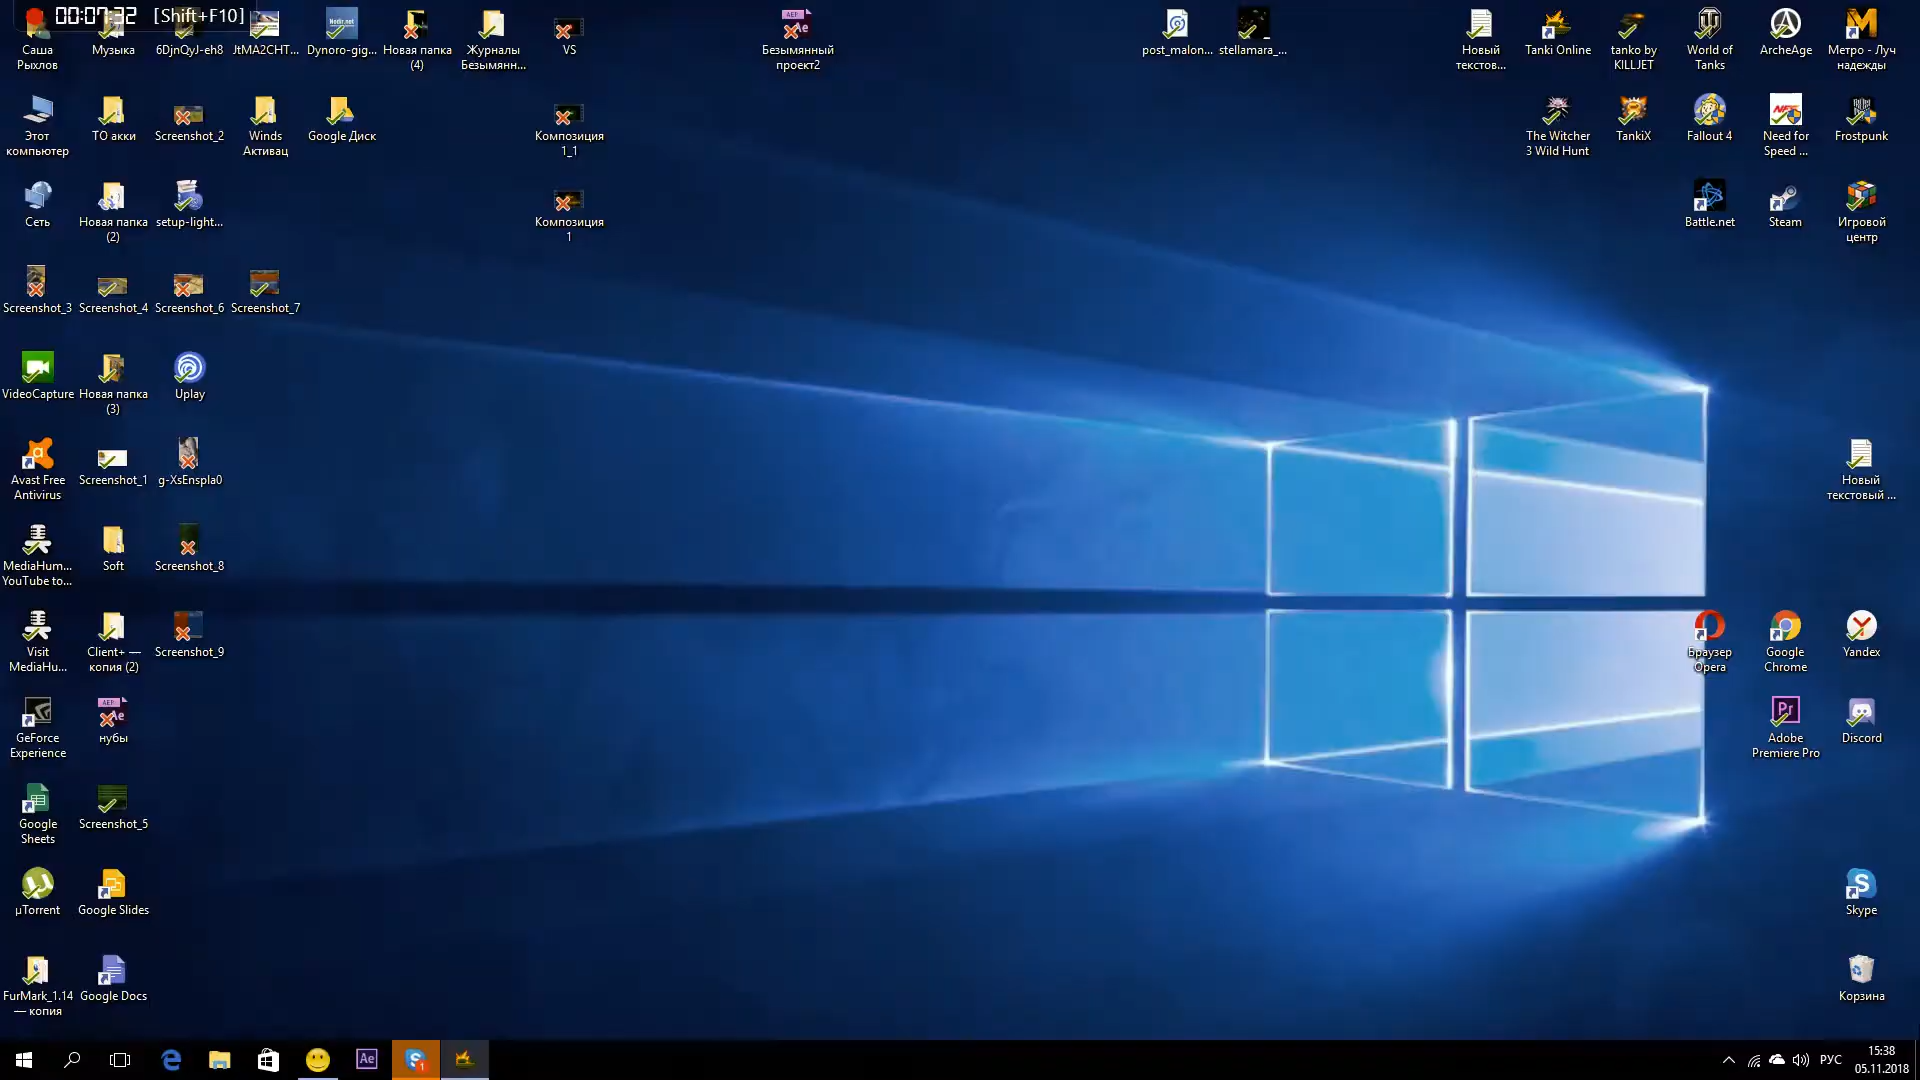 00:07:32 [Shift+F10]
Саша
Рыхлов
Музыка
6DjnQyJ-eh8
JtMA2CHT...
Dynoro-gig...
Новая папка
(4)
Журналы
Безымянн...
VS
Безымянный
проект2
post_malon...
stellamara_...
Новый
текстов...
Tanki Online
tanko by
KILLJET
World of
Tanks
ArcheAge
Метро - Луч
надежды
Этот
компьютер
ТО акки
Screenshot_2
Winds
Активац
Google Диск
Композиция
1_1
The Witcher
3 Wild Hunt
TankiX
Fallout 4
Need for
Speed ...
Frostpunk
Сеть
Новая папка
(2)
setup-light...
Композиция
1
Battle.net
Steam
Игровой
центр
Screenshot_3
Screenshot_4
Screenshot_6
Screenshot_7
VideoCapture
Новая папка
(3)
Uplay
Avast Free
Antivirus
Screenshot_1
g-XsEnspla0
Новый
текстовый ...
MediaHum...
YouTube to...
Soft
Screenshot_8
Visit
MediaHu...
Client+ —
копия (2)
Screenshot_9
Браузер
Opera
Google
Chrome
Yandex
GeForce
Experience
нубы
Adobe
Premiere Pro
Discord
Google
Sheets
Screenshot_5
µTorrent
Google Slides
Skype
FurMark_1.14
— копия
Google Docs
Корзина
РУС
15:38
05.11.2018